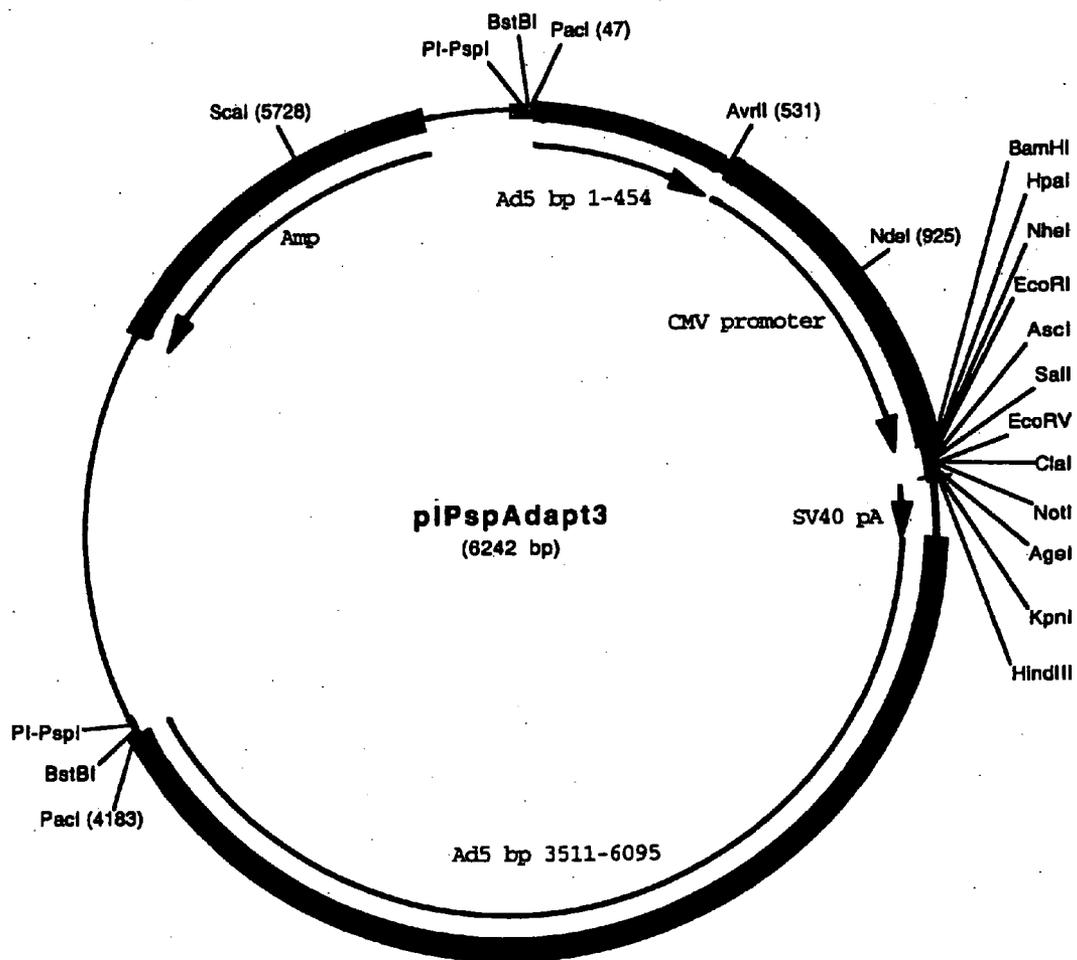 BstBI
PacI (47)
PI-PspI
ScaI (5728)
AvrII (531)
BamHI
HpaI
Ad5 bp 1-454
NheI
Amp
NdeI (925)
EcoRI
CMV promoter
AscI
SalI
EcoRV
ClaI
piPspAdapt3
(6242 bp)
SV40 pA
NotI
AgeI
KpnI
HindIII
PI-PspI
BstBI
PacI (4183)
Ad5 bp 3511-6095